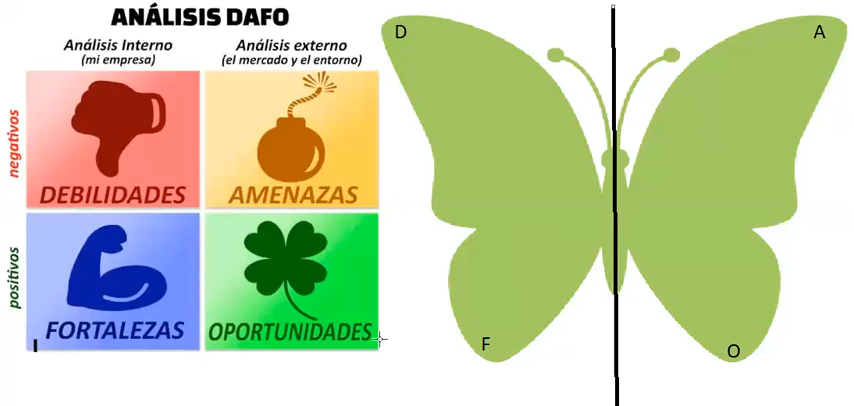 ANÁLISIS DAFO
Análisis Interno
(mi empresa)
Análisis externo
(el mercado y el entorno)
negativos
DEBILIDADES
AMENAZAS
positivos
FORTALEZAS
OPORTUNIDADES
D
A
F
O